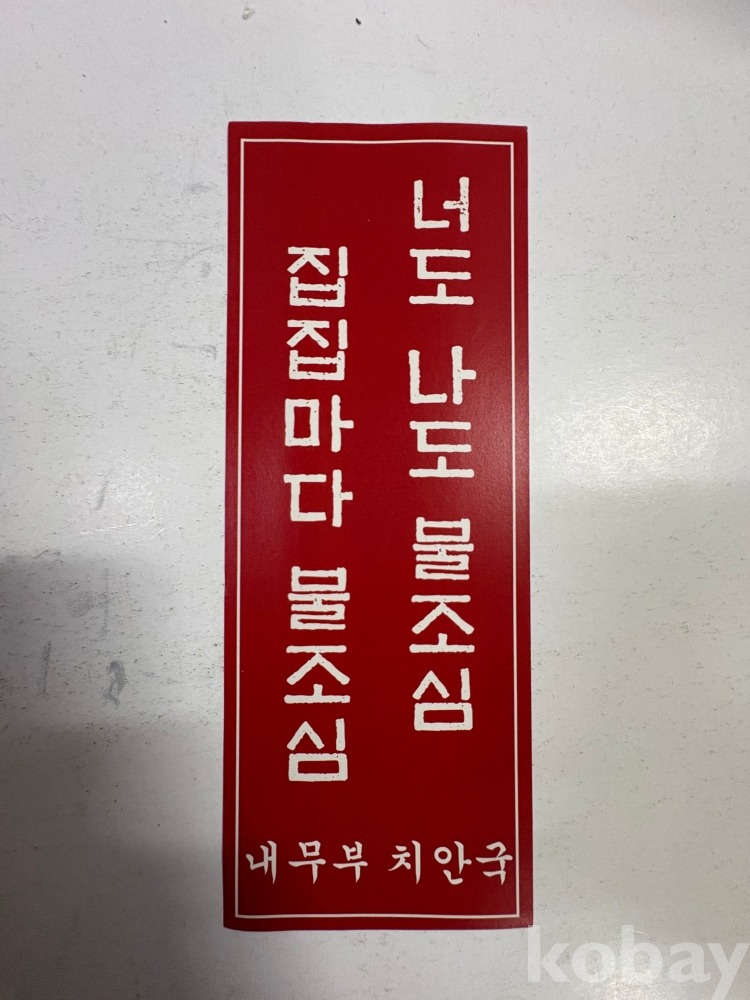 너도 나도 불조심
집집마다 불조심
내무부 치안국
kobay